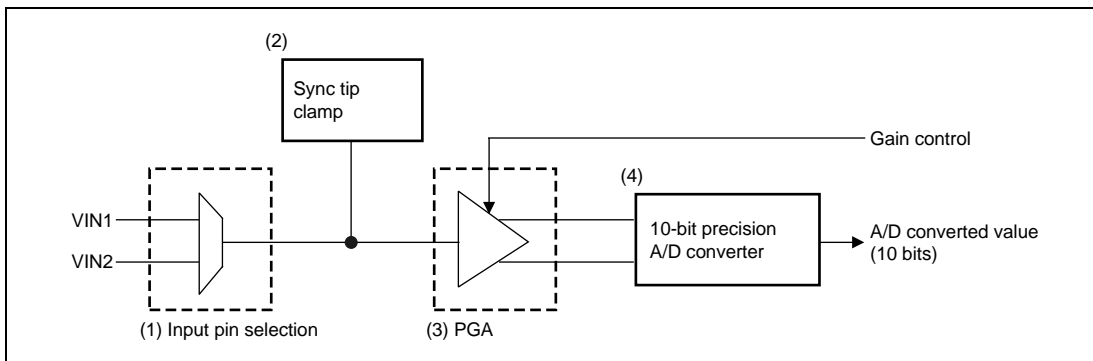 (2)
Sync tip
clamp
Gain control
(4)
VIN1
VIN2
10-bit precision
A/D converter
A/D converted value
(10 bits)
(1) Input pin selection
(3) PGA